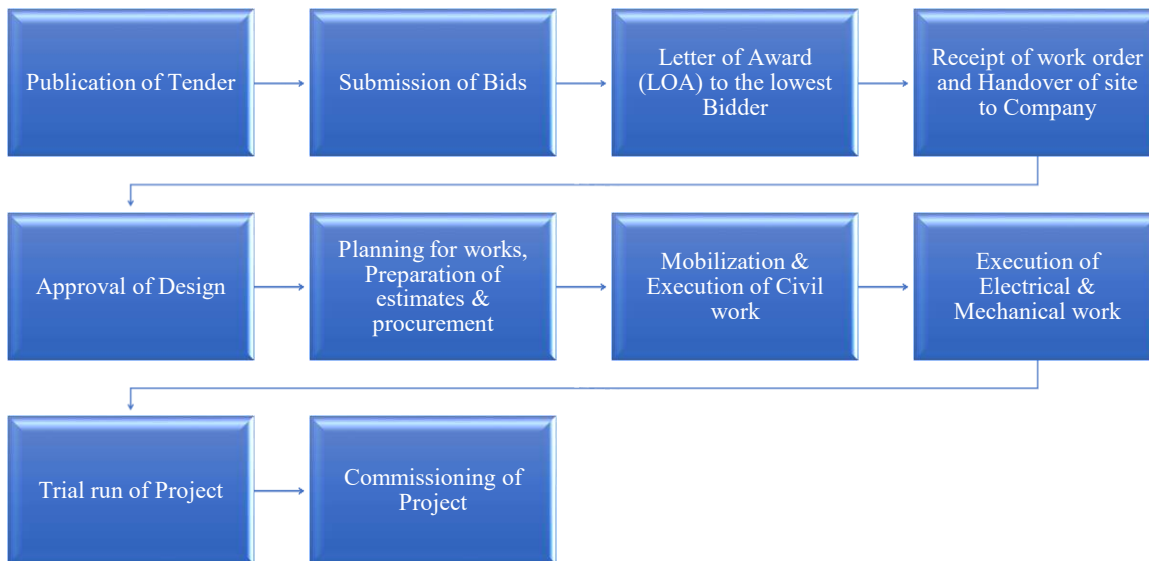 Publication of Tender
Submission of Bids
Letter of Award
(LOA) to the lowest
Bidder
Receipt of work order
and Handover of site
to Company
Approval of Design
Planning for works,
Preparation of
estimates &
procurement
Mobilization &
Execution of Civil
work
Execution of
Electrical &
Mechanical work
Trial run of Project
Commissioning of
Project